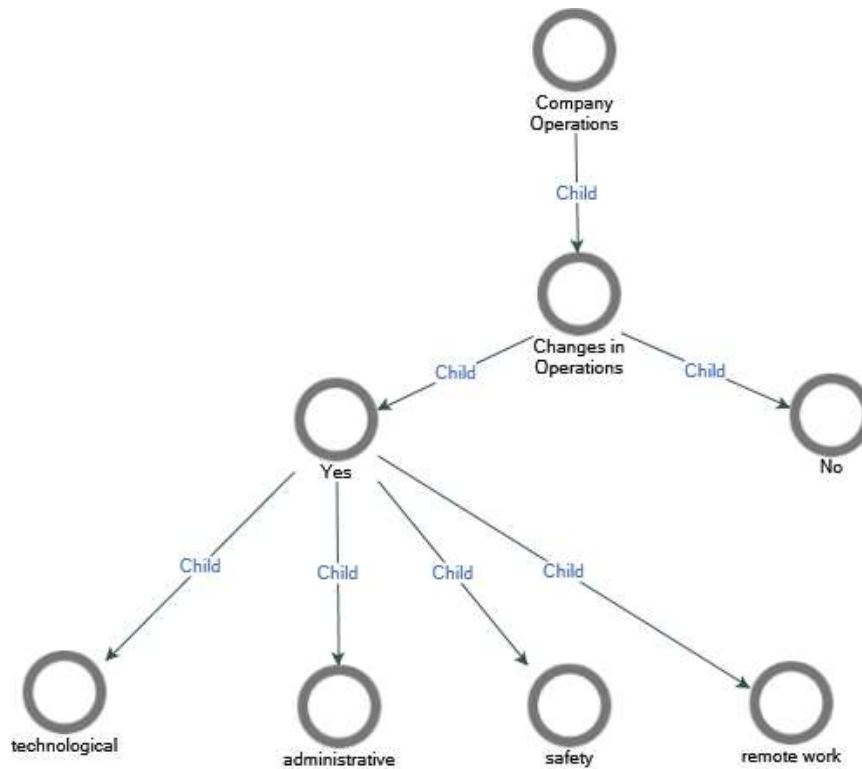 Company
Operations
Child
Changes in
Operations
Child
Child
Yes
No
Child
Child
Child
Child
technological
administrative
safety
remote work